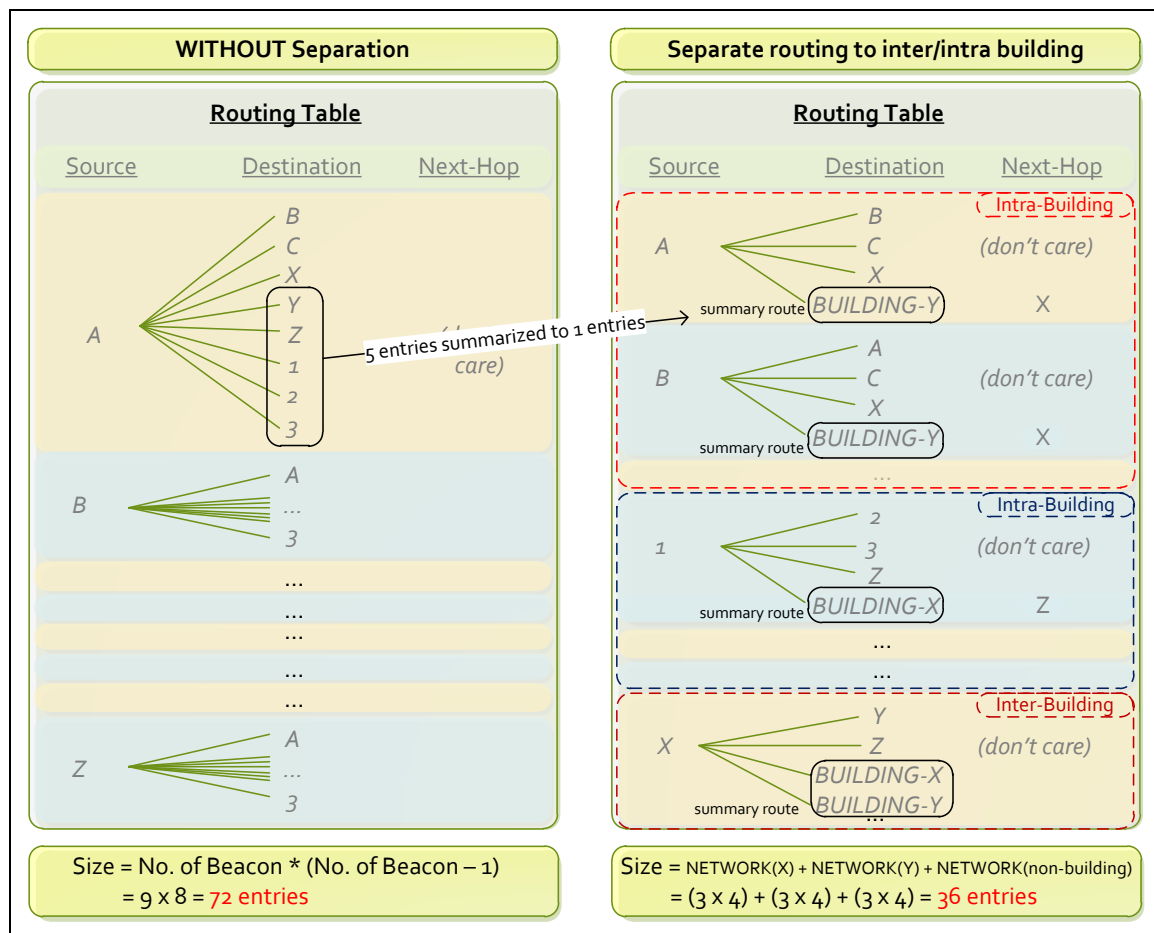 WITHOUT Separation
Routing Table
Source Destination Next-Hop
B
C
X
Y
A Z
1
care)
2
3
A
B ...
3
...
...
...
...
...
A
Z ...
3
Size = No. of Beacon * (No. of Beacon – 1)
= 9 x 8 = 72 entries
5 entries summarized to 1 entries
Separate routing to inter/intra building
Routing Table
Source Destination Next-Hop
Intra-Building
B
A C (don't care)
X
summary route BUILDING-Y X
A
B C (don't care)
X
summary route BUILDING-Y X
...
Intra-Building
2
1 3 (don't care)
Z
summary route BUILDING-X Z
...
...
Inter-Building
Y
X Z (don't care)
BUILDING-X
summary route BUILDING-Y
...
Size = NETWORK(X) + NETWORK(Y) + NETWORK(non-building)
= (3 x 4) + (3 x 4) + (3 x 4) = 36 entries